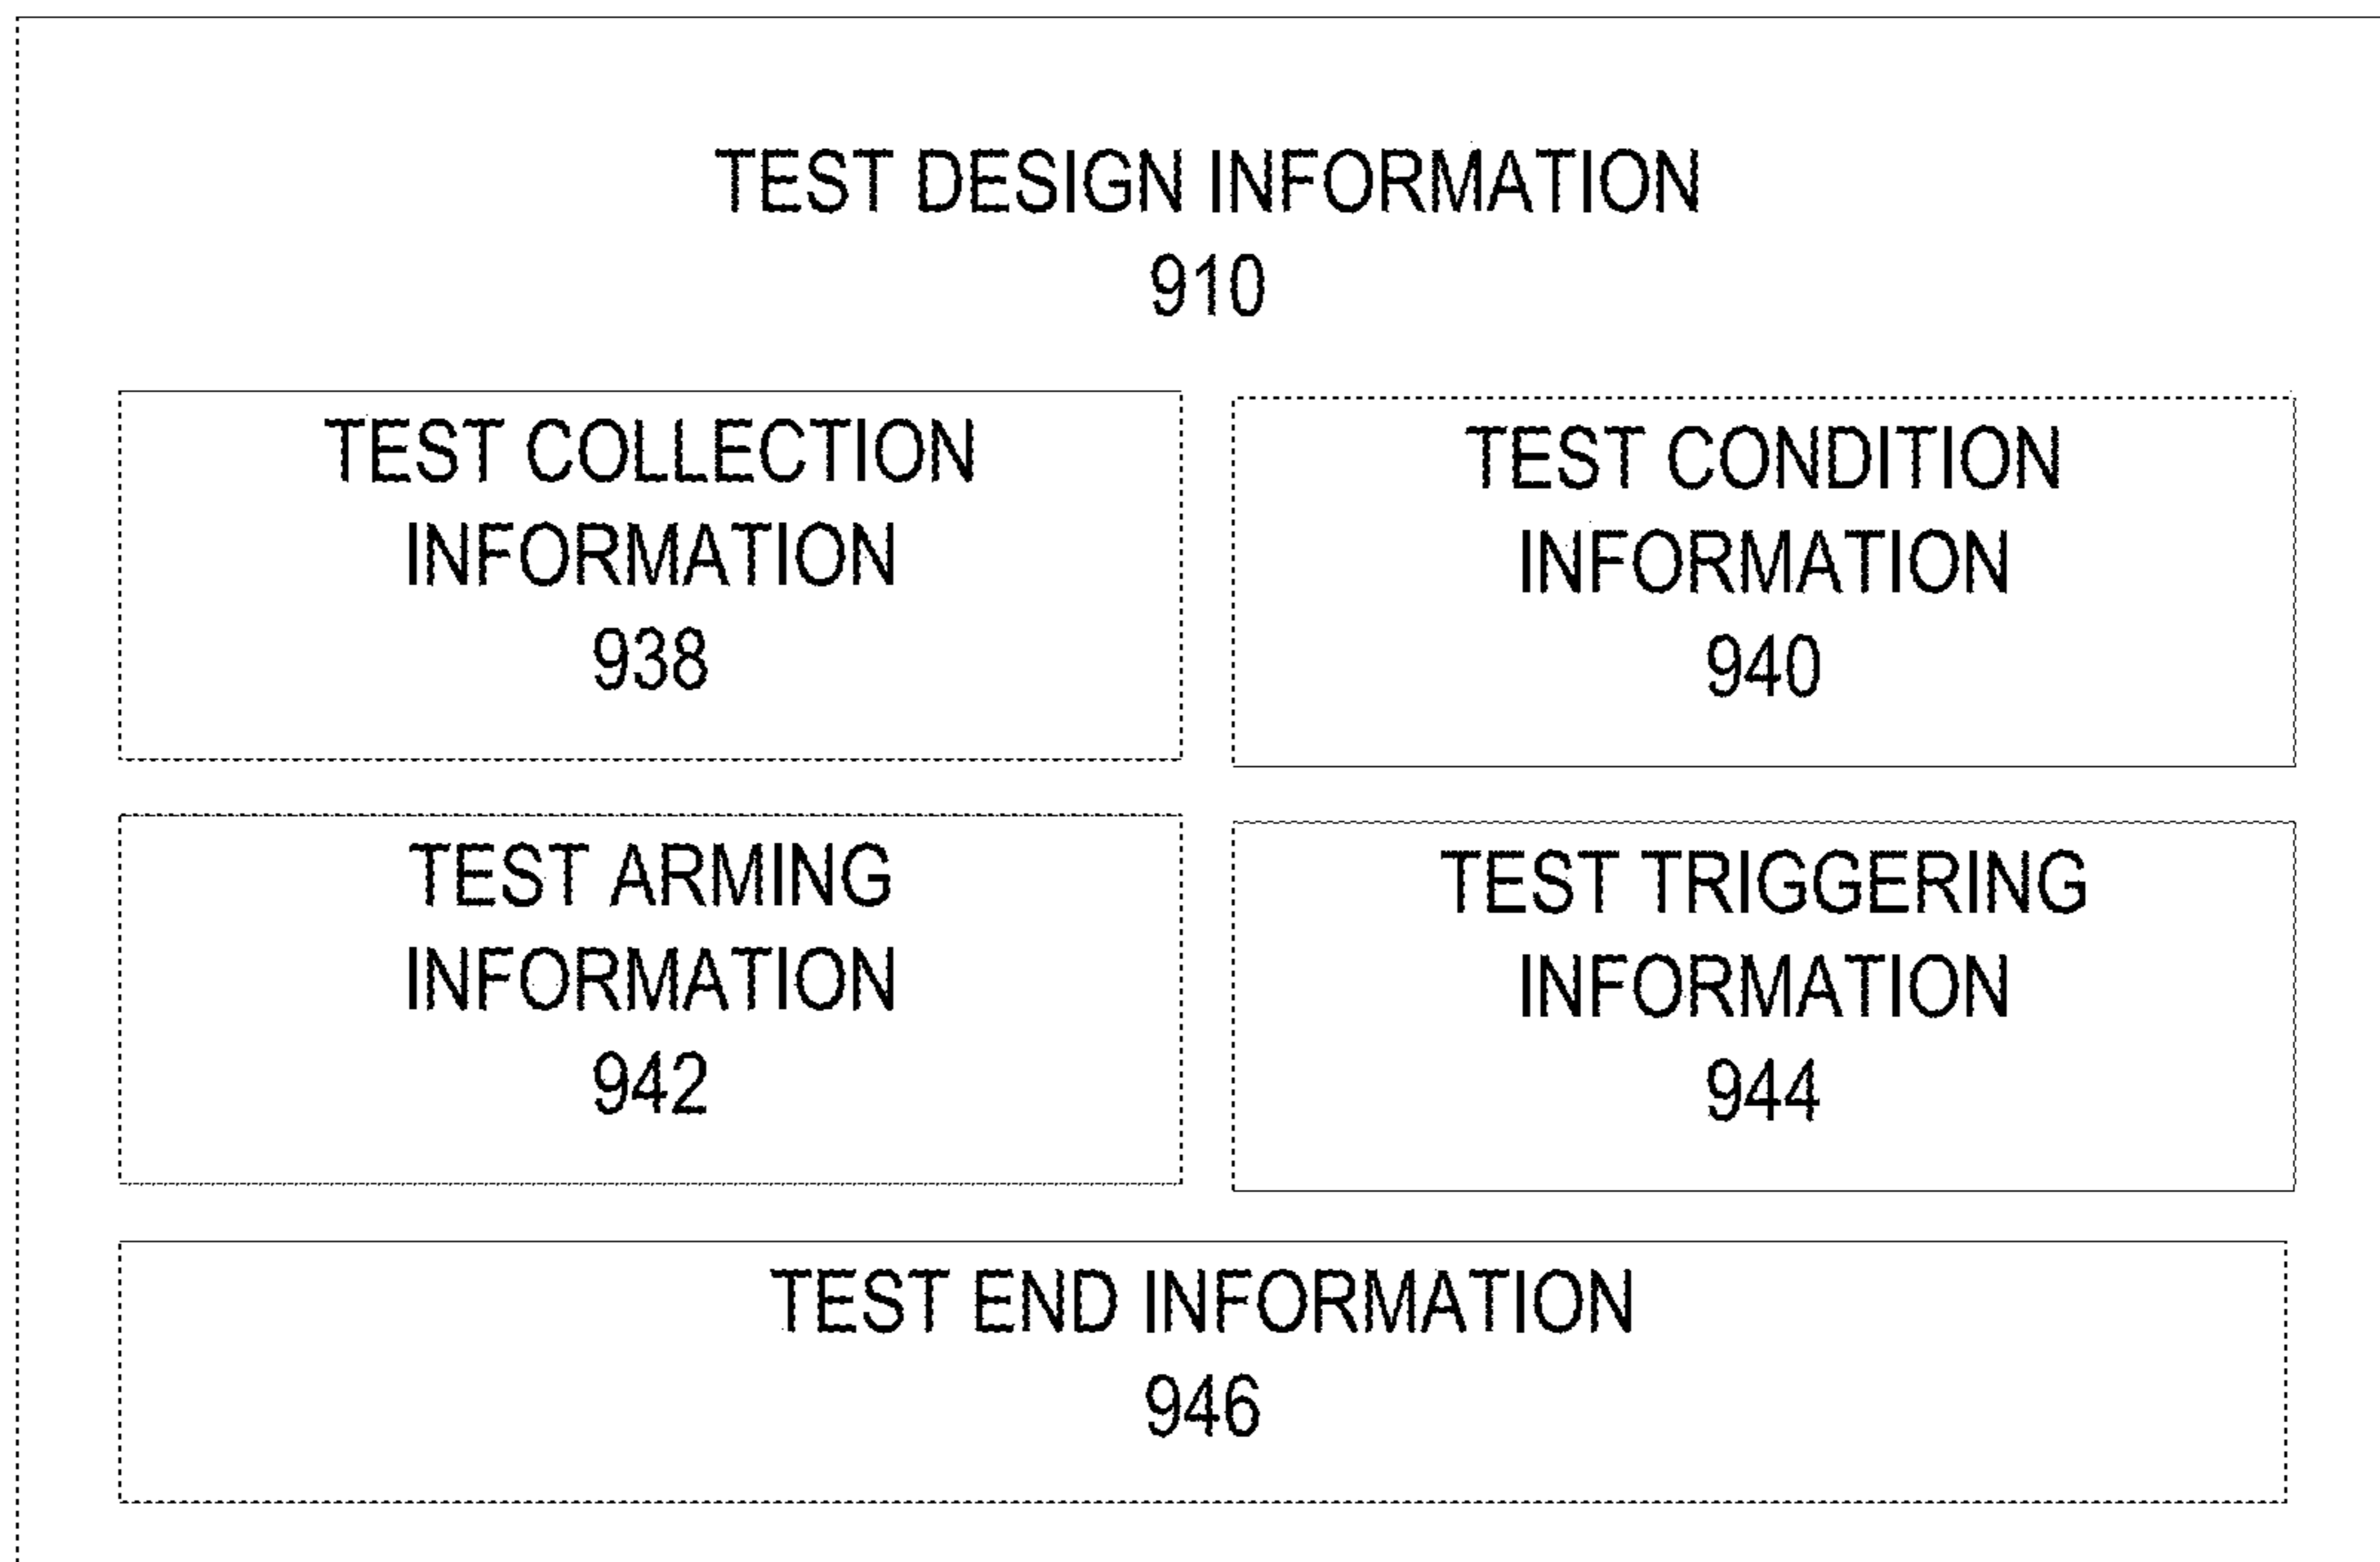 TEST DESIGN INFORMATION
910
TEST COLLECTION
INFORMATION
938
TEST CONDITION
INFORMATION
940
TEST ARMING
INFORMATION
942
TEST TRIGGERING
INFORMATION
944
TEST END INFORMATION
946